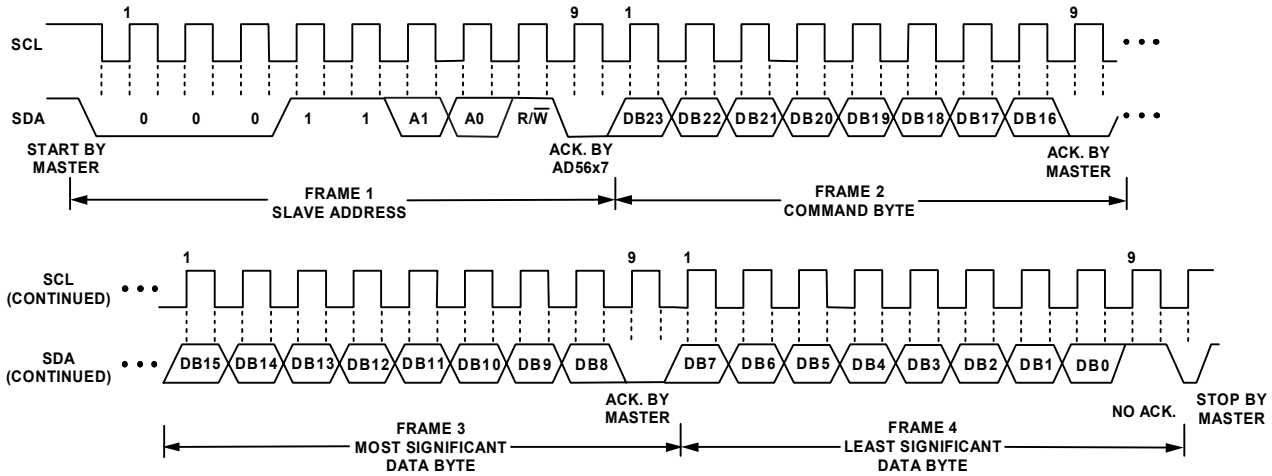 1 9 1 9
SCL
SDA 0 0 0 1 1 A1 A0 R/W̅ DB23 DB22 DB21 DB20 DB19 DB18 DB17 DB16
START BY
MASTER
ACK. BY
AD56x7
ACK. BY
MASTER
FRAME 1
SLAVE ADDRESS
FRAME 2
COMMAND BYTE
1 9 1 9
SCL
(CONTINUED)
SDA
(CONTINUED)
DB15 DB14 DB13 DB12 DB11 DB10 DB9 DB8 DB7 DB6 DB5 DB4 DB3 DB2 DB1 DB0
ACK. BY
MASTER
NO ACK.
STOP BY
MASTER
FRAME 3
MOST SIGNIFICANT
DATA BYTE
FRAME 4
LEAST SIGNIFICANT
DATA BYTE